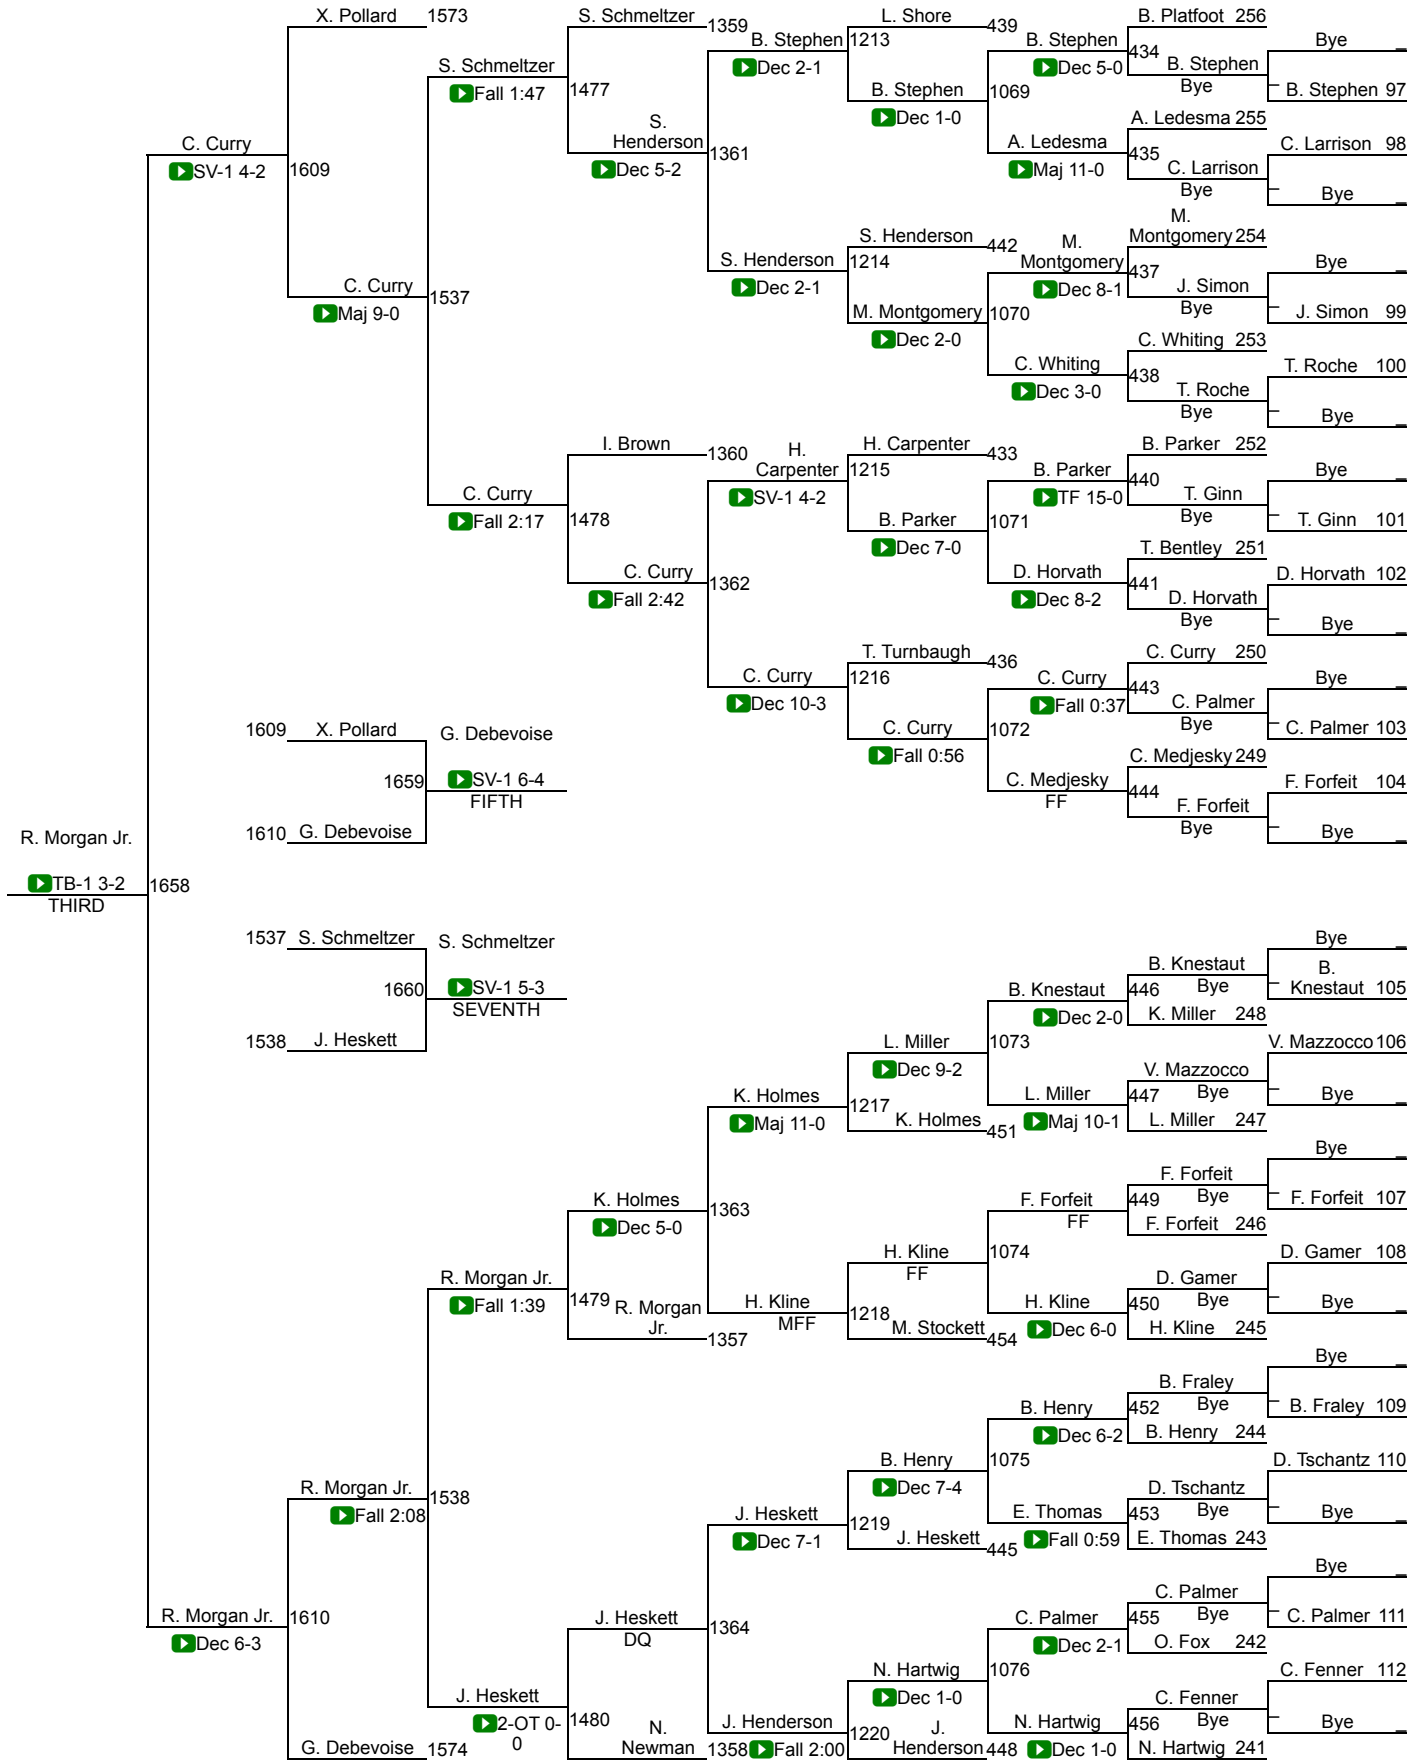 X. Pollard 1573
S. Schmeltzer
Fall 1:47
C. Curry
SV-1 4-2
1609
C. Curry
Maj 9-0
1537
C. Curry
Fall 2:17
S. Schmeltzer 1359
1477
S.
Henderson
Dec 5-2
1361
I. Brown 1360
1478
C. Curry
Fall 2:42
1362
B. Stephen
Dec 2-1
1213
S. Henderson
Dec 2-1
1214
H.
Carpenter
SV-1 4-2
1215
C. Curry
Dec 10-3
1216
L. Shore 439
B. Stephen
Dec 1-0
1069
S. Henderson 442
M. Montgomery
Dec 2-0
1070
H. Carpenter 433
B. Parker
Dec 7-0
1071
T. Turnbaugh 436
C. Curry
Fall 0:56
1072
B. Stephen
Dec 5-0
434
A. Ledesma
Maj 11-0
435
M.
Montgomery
Dec 8-1
437
C. Whiting
Dec 3-0
438
B. Parker
TF 15-0
440
D. Horvath
Dec 8-2
441
C. Curry
Fall 0:37
443
C. Medjesky
FF
444
B. Platfoot 256
B. Stephen
Bye
A. Ledesma 255
C. Larrison
Bye
M.
Montgomery 254
J. Simon
Bye
C. Whiting 253
T. Roche
Bye
B. Parker 252
T. Ginn
Bye
T. Bentley 251
D. Horvath
Bye
C. Curry 250
C. Palmer
Bye
C. Medjesky 249
F. Forfeit
Bye
Bye _
_
B. Stephen 97
C. Larrison 98
_
Bye _
Bye _
_
J. Simon 99
T. Roche 100
_
Bye _
Bye _
_
T. Ginn 101
D. Horvath 102
_
Bye _
Bye _
_
C. Palmer 103
F. Forfeit 104
_
Bye _
1609 X. Pollard
G. Debevoise
1659
SV-1 6-4
FIFTH
1610 G. Debevoise
R. Morgan Jr.
TB-1 3-2
THIRD
1658
1537 S. Schmeltzer
S. Schmeltzer
1660
SV-1 5-3
SEVENTH
1538 J. Heskett
R. Morgan Jr.
Dec 6-3
1610
R. Morgan Jr.
Fall 2:08
1538
G. Debevoise 1574
R. Morgan Jr.
Fall 1:39
1479
J. Heskett
2-OT 0-
0
1480
K. Holmes
Dec 5-0
1363
R. Morgan
Jr.
1357
J. Heskett
DQ
1364
N.
Newman 1358
K. Holmes
Maj 11-0
1217
H. Kline
MFF
1218
J. Heskett
Dec 7-1
1219
J. Henderson
Fall 2:00
1220
L. Miller
Dec 9-2
1073
K. Holmes 451
H. Kline
FF
1074
M. Stockett 454
B. Henry
Dec 7-4
1075
J. Heskett 445
N. Hartwig
Dec 1-0
1076
J.
Henderson 448
B. Knestaut
Dec 2-0
446
L. Miller
Maj 10-1
447
F. Forfeit
FF
449
H. Kline
Dec 6-0
450
B. Henry
Dec 6-2
452
E. Thomas
Fall 0:59
453
C. Palmer
Dec 2-1
455
N. Hartwig
Dec 1-0
456
B. Knestaut
Bye
K. Miller 248
V. Mazzocco
Bye
L. Miller 247
F. Forfeit
Bye
F. Forfeit 246
D. Gamer
Bye
H. Kline 245
B. Fraley
Bye
B. Henry 244
D. Tschantz
Bye
E. Thomas 243
C. Palmer
Bye
O. Fox 242
C. Fenner
Bye
N. Hartwig 241
Bye _
_
B.
Knestaut 105
V. Mazzocco 106
_
Bye _
Bye _
_
F. Forfeit 107
D. Gamer 108
_
Bye _
Bye _
_
B. Fraley 109
D. Tschantz 110
_
Bye _
Bye _
_
C. Palmer 111
C. Fenner 112
_
Bye _